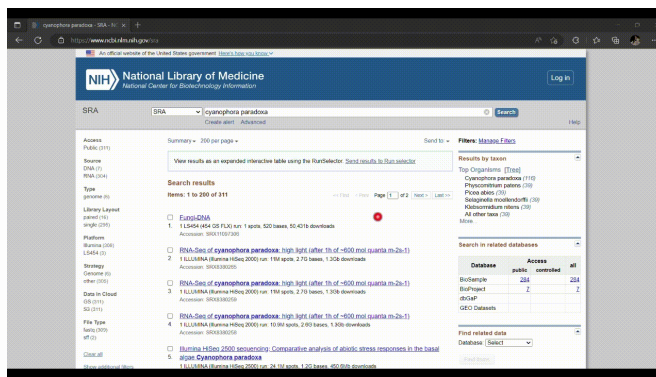 cyanophora paradoxa - SRA - NC
https://www.ncbi.nlm.nih.gov/sra
An official website of the United States government Here's how you know
NIH National Library of Medicine
National Center for Biotechnology Information
Log in
SRA
SRA
cyanophora paradoxa
Search
Create alert Advanced
Help
Access
Public (311)
Source
DNA (7)
RNA (304)
Type
genome (6)
Library Layout
paired (16)
single (295)
Platform
Illumina (308)
LS454 (3)
Strategy
Genome (6)
other (305)
Data in Cloud
GS (311)
S3 (311)
File Type
fastq (309)
Clear all
Show additional filters
Summary 200 per page
Send to
View results as an expanded interactive table using the RunSelector. Send results to Run selector
Search results
Items: 1 to 200 of 311
<< First < Prev Page 1 of 2 Next > Last >>
Fungi-DNA
1. 1 LS454 (454 GS FLX) run: 1 spots, 520 bases, 50,431b downloads
Accession: SRX11057386
RNA-Seq of cyanophora paradoxa: high light (after 1h of ~600 mol quanta m-2s-1)
2. 1 ILLUMINA (Illumina HiSeq 2000) run: 11M spots, 2.7G bases, 1.3Gb downloads
RNA-Seq of cyanophora paradoxa: high light (after 1h of ~600 mol quanta m-2s-1)
3. 1 ILLUMINA (Illumina HiSeq 2000) run: 11M spots, 2.7G bases, 1.3Gb downloads
Accession: SRX8380259
RNA-Seq of cyanophora paradoxa: high light (after 1h of ~600 mol quanta m-2s-1)
4. 1 ILLUMINA (Illumina HiSeq 2000) run: 10.9M spots, 2.6G bases, 1.3Gb downloads
Accession: SRX8380258
Illumina HiSeq 2500 sequencing; Comparative analysis of abiotic stress responses in the basal
5. algae Cyanophora paradoxa
1 ILLUMINA (Illumina HiSeq 2500) run: 24.1M spots, 1.2G bases, 450.6Mb downloads
Filters: Manage Filters
Results by taxon
Top Organisms [Tree]
Cyanophora paradoxa (116)
Physcomitrium patens (39)
Picea abies (39)
Selaginella moellendorffii (39)
Klebsormidium nitens (39)
All other taxa (39)
More
Search in related databases
Database Access all
public controlled
BioSample 284 284
BioProject 7 7
dbGaP
GEO Datasets
Find related data
Database: Select
Find items